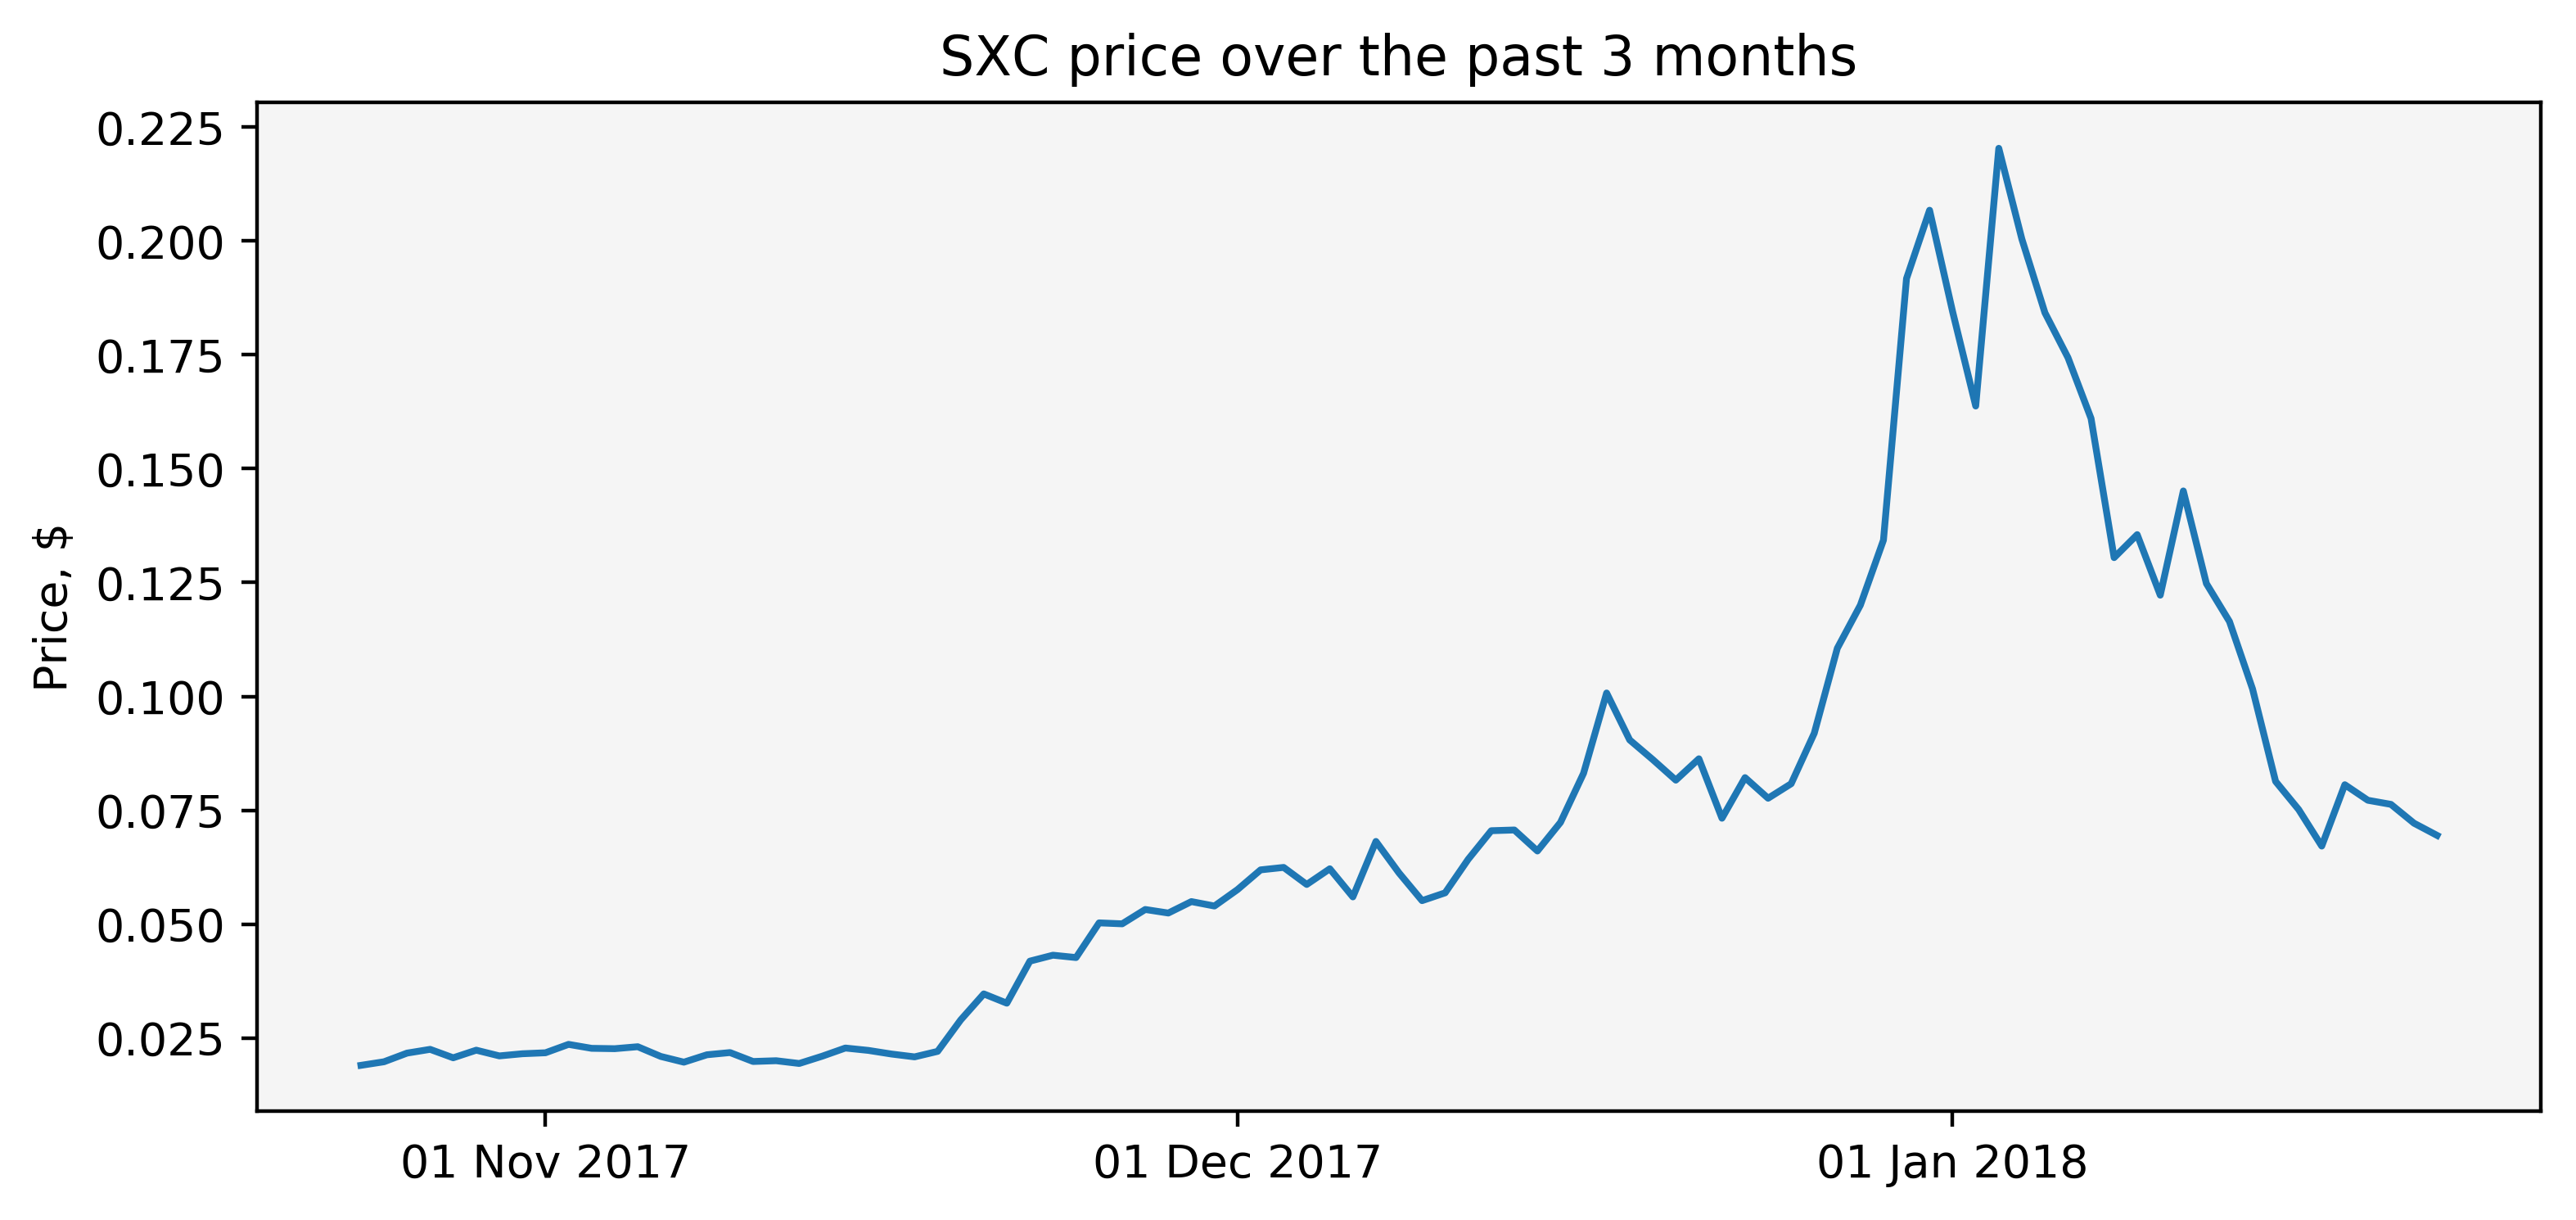 SXC price over the past 3 months
Price, $
0.225
0.200
0.175
0.150
0.125
0.100
0.075
0.050
0.025
01 Nov 2017
01 Dec 2017
01 Jan 2018